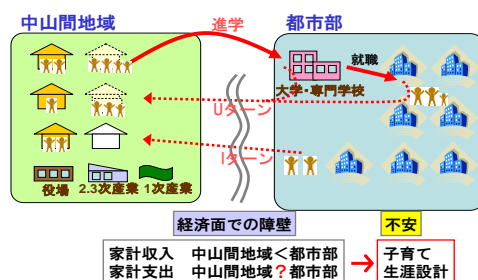 中山間地域
進学
都市部
就職
大学・専門学校
Uターン
Iターン
役場
2.3次産業
1次産業
経済面での障壁
不安
家計収入 中山間地域<都市部
家計支出 中山間地域?都市部
子育て
生涯設計